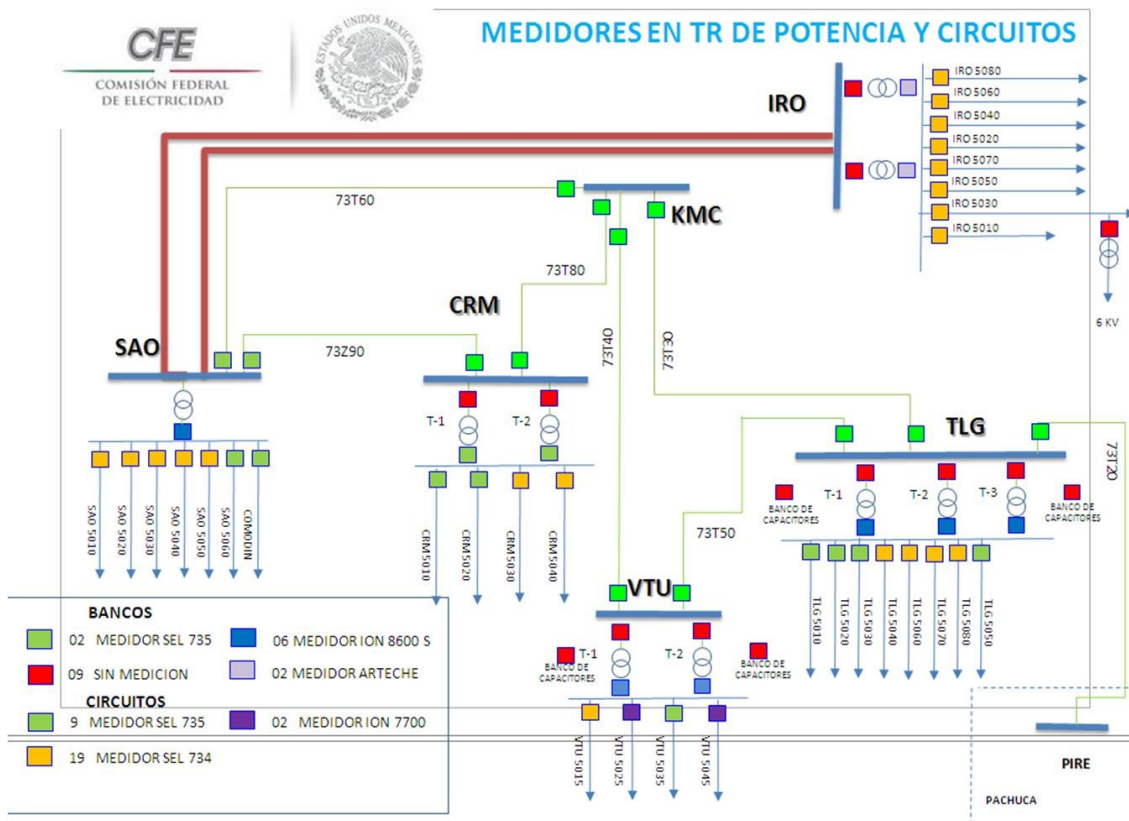 CFE
COMISIÓN FEDERAL
DE ELECTRICIDAD
ESTADOS UNIDOS MEXICANOS
MEDIDORES EN TR DE POTENCIA Y CIRCUITOS
IRO
IRO 5080
IRO 5060
IRO 5040
IRO 5020
IRO 5070
IRO 5050
IRO 5030
IRO 5010
6 KV
KMC
73T60
73T80
73T40
73T30
CRM
SAO
73Z90
T-1
T-2
TLG
73T20
73T50
T-1
T-2
T-3
BANCO DE
CAPACITORES
BANCO DE
CAPACITORES
SAO 5010
SAO 5020
SAO 5030
SAO 5040
SAO 5050
SAO 5060
COMODIN
CRM 5010
CRM 5020
CRM 5030
CRM 5040
TLG 5010
TLG 5020
TLG 5030
TLG 5040
TLG 5060
TLG 5070
TLG 5080
TLG 5050
VTU
T-1
T-2
BANCO DE
CAPACITORES
BANCO DE
CAPACITORES
VTU 5015
VTU 5025
VTU 5035
VTU 5045
BANCOS
02 MEDIDOR SEL 735
06 MEDIDOR ION 8600 S
09 SIN MEDICION
02 MEDIDOR ARTECHE
CIRCUITOS
9 MEDIDOR SEL 735
02 MEDIDOR ION 7700
19 MEDIDOR SEL 734
PIRE
PACHUCA